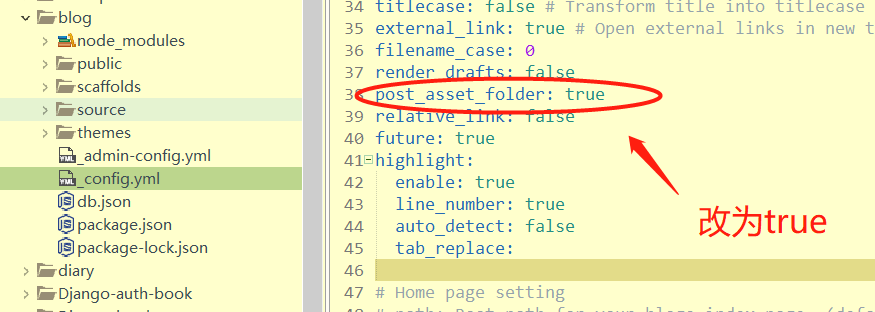 blog
node_modules
public
scaffolds
source
themes
_admin-config.yml
_config.yml
db.json
package.json
package-lock.json
diary
Django-auth-book
34 titlecase: false # Transform title into titlecase
35 external_link: true # Open external links in new t
36 filename_case: 0
37 render_drafts: false
38 post_asset_folder: true
39 relative_link: false
40 future: true
41 highlight:
42 enable: true
43 line_number: true
44 auto_detect: false
45 tab_replace:
46
47 # Home page setting
改为true